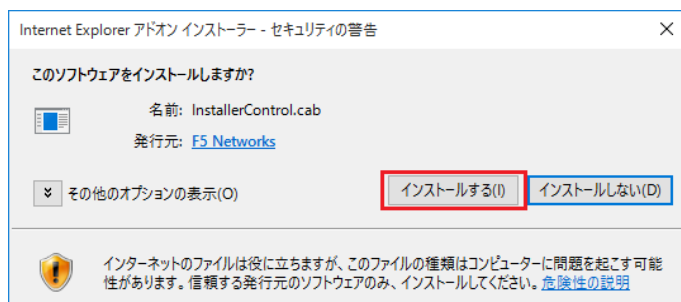 Internet Explorer アドオン インストーラー - セキュリティの警告
このソフトウェアをインストールしますか?
名前: InstallerControl.cab
発行元: F5 Networks
その他のオプションの表示(O)
インストールする(I)
インストールしない(D)
インターネットのファイルは役に立ちますが、このファイルの種類はコンピューターに問題を起こす可能
性があります。信頼する発行元のソフトウェアのみ、インストールしてください。危険性の説明